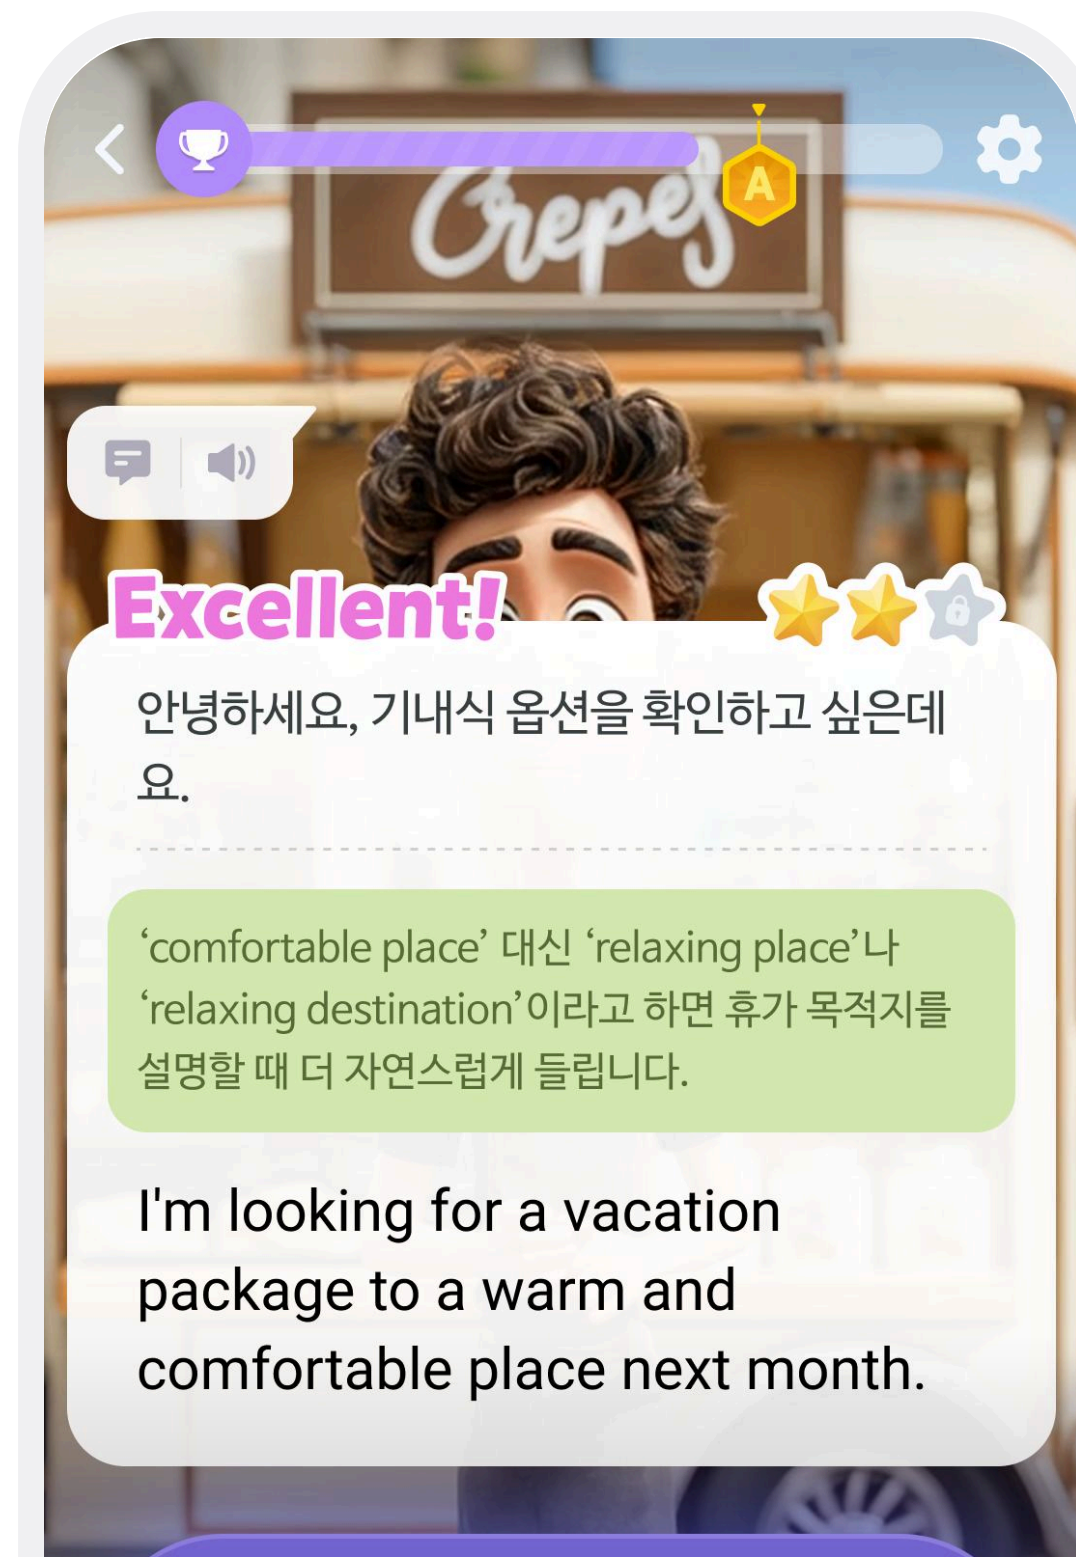 Crepes
A
Excellent!
안녕하세요, 기내식 옵션을 확인하고 싶은데
요.
‘comfortable place’ 대신 ‘relaxing place’나
‘relaxing destination’이라고 하면 휴가 목적지를
설명할 때 더 자연스럽게 들립니다.
I'm looking for a vacation
package to a warm and
comfortable place next month.